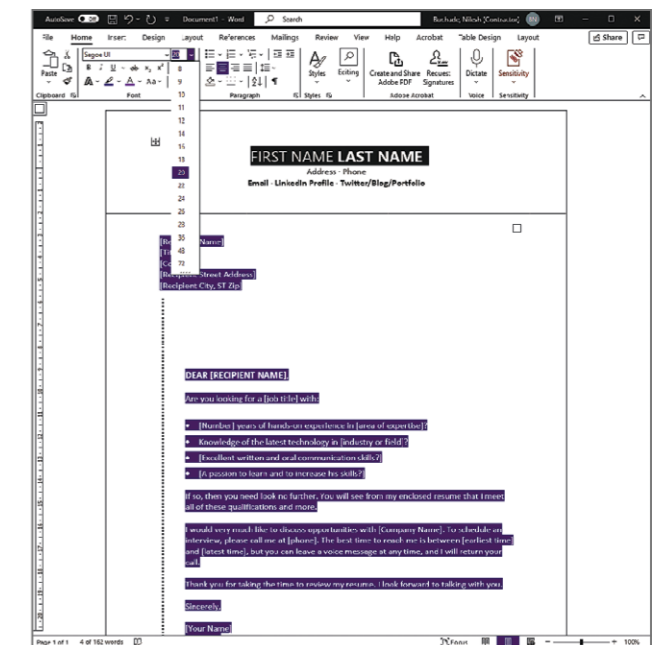 AutoSave Off Document1 - Word Search
File Home Insert Design Layout References Mailings Review View Help Acrobat Table Design Layout Share
Segoe UI 20
Paste Styles Editing Create and Share Adobe PDF Request Signatures Dictate Sensitivity
Clipboard Font Paragraph Styles Adobe Acrobat Voice Sensitivity
8
9
10
11
12
14
16
18
20
22
24
26
28
36
48
72
FIRST NAME LAST NAME
Address · Phone
Email · LinkedIn Profile · Twitter/Blog/Portfolio
Name]
Street Address]
[Recipient City, ST Zip]
DEAR [RECIPIENT NAME],
Are you looking for a [job title] with:
• [Number] years of hands-on experience in [area of expertise]?
• Knowledge of the latest technology in [industry or field]?
• [Excellent written and oral communication skills?]
• [A passion to learn and to increase his skills?]
If so, then you need look no further. You will see from my enclosed resume that I meet
all of these qualifications and more.
I would very much like to discuss opportunities with [Company Name]. To schedule an
interview, please call me at [phone]. The best time to reach me is between [earliest time]
and [latest time], but you can leave a voice message at any time, and I will return your
call.
Thank you for taking the time to review my resume. I look forward to talking with you.
Sincerely,
[Your Name]
Page 1 of 1 4 of 162 words Focus 100%